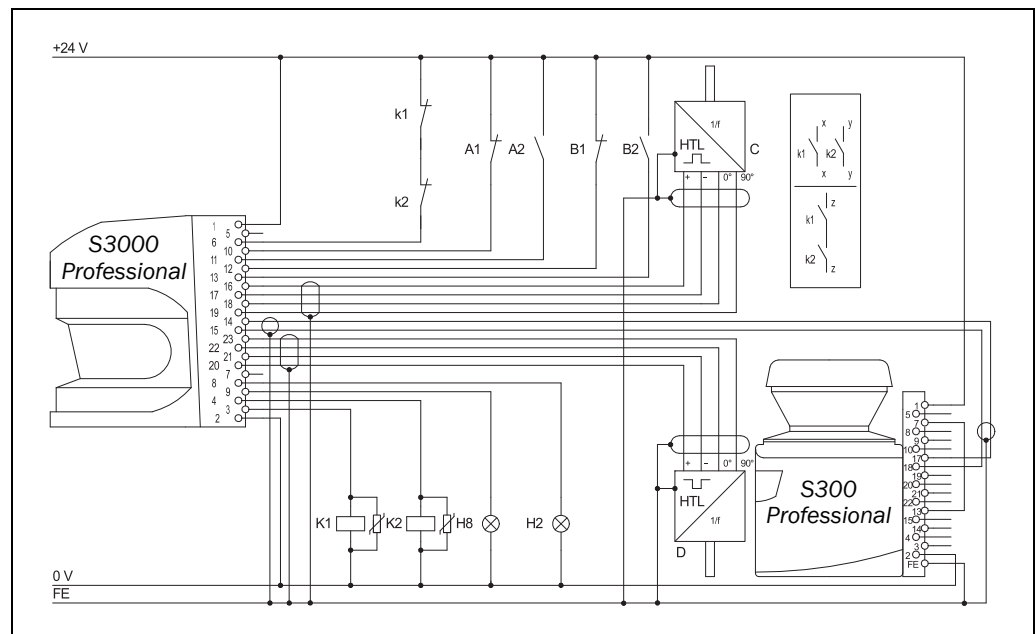 +24 V
k1
k2
A1 A2 B1 B2
1/f
HTL
C
+ – 0° 90°
x y
k1 k2
x y
z
k1
k2
z
S3000
Professional
1
5
6
10
11
12
13
16
17
18
19
14
15
23
22
21
20
7
8
9
4
3
2
+ – 0° 90°
HTL
1/f
D
S300
Professional
1
5
7
8
9
10
17
18
19
20
21
22
13
15
14
4
3
2
FE
K1 K2 H8 H2
0 V
FE